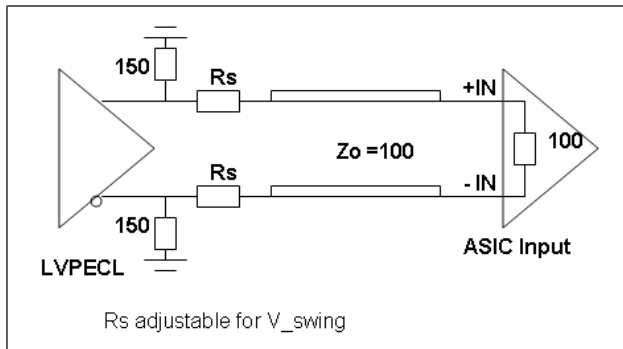 150
Rs
+IN
Zo =100
100
Rs
- IN
150
LVPECL
ASIC Input
Rs adjustable for V_swing